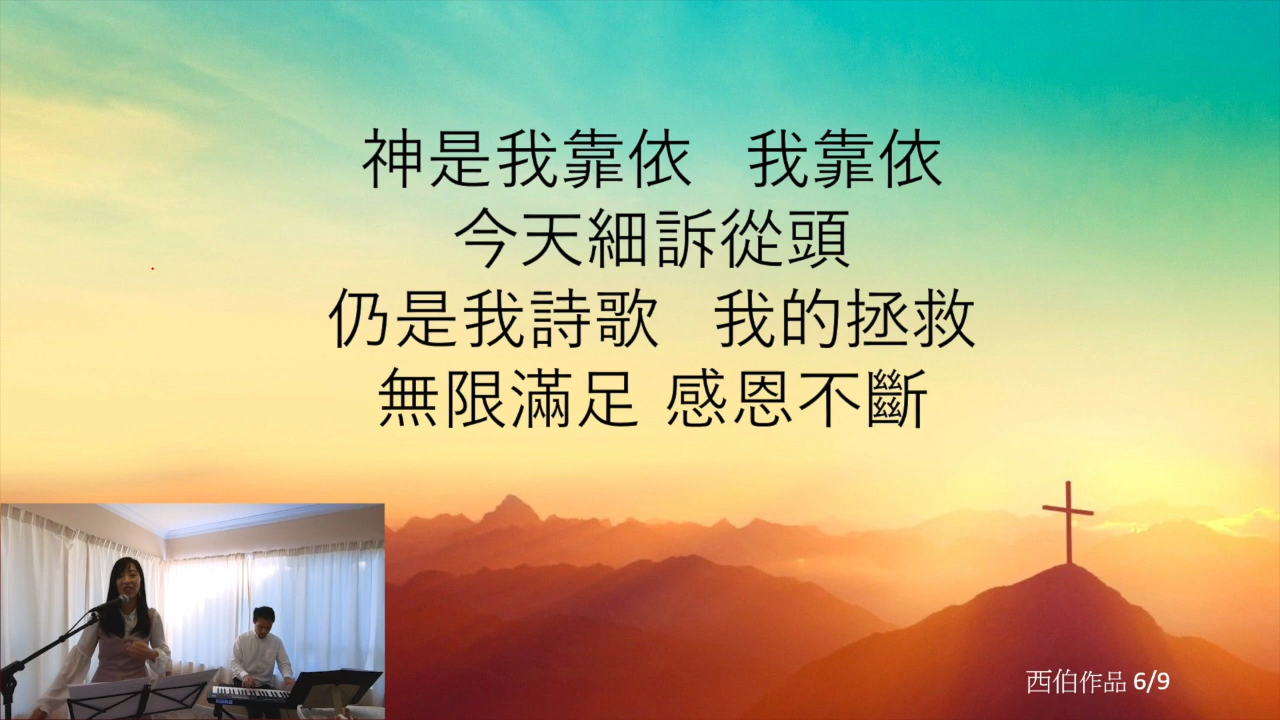 神是我靠依 我靠依
今天細訴從頭
仍是我詩歌 我的拯救
無限滿足 感恩不斷
西伯作品 6/9